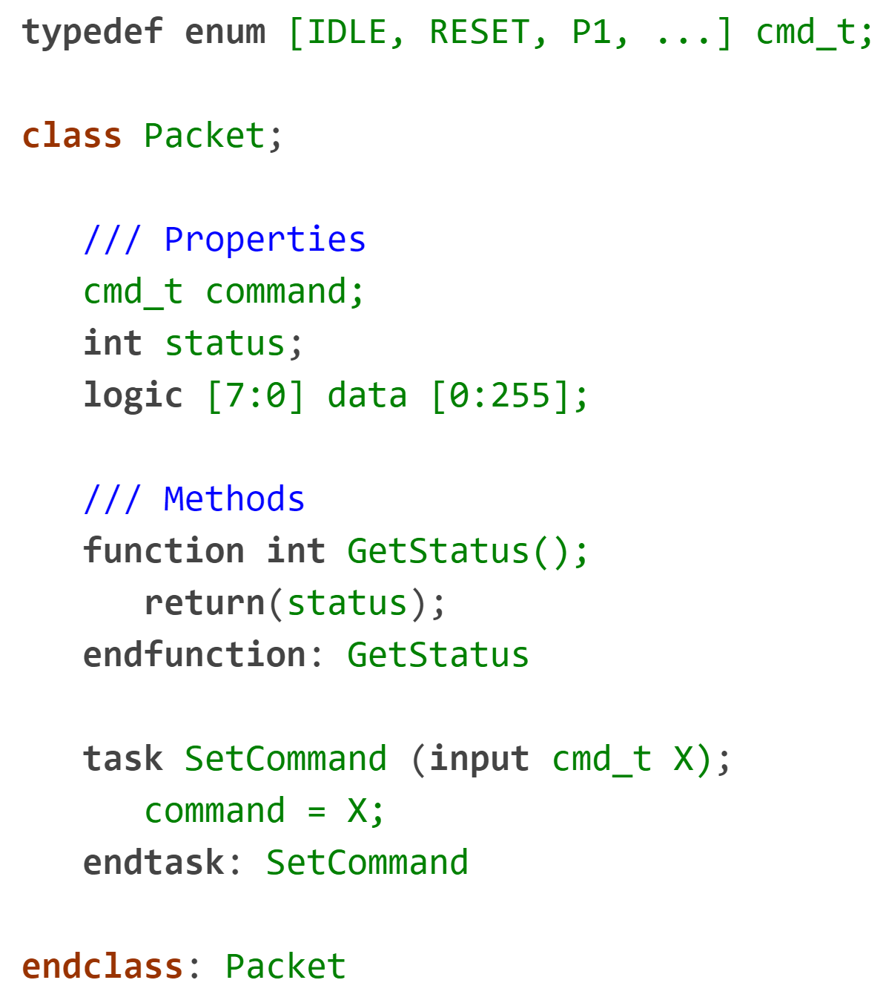 typedef enum [IDLE, RESET, P1, ...] cmd_t;
class Packet;
/// Properties
cmd_t command;
int status;
logic [7:0] data [0:255];
/// Methods
function int GetStatus();
return(status);
endfunction: GetStatus
task SetCommand (input cmd_t X);
command = X;
endtask: SetCommand
endclass: Packet